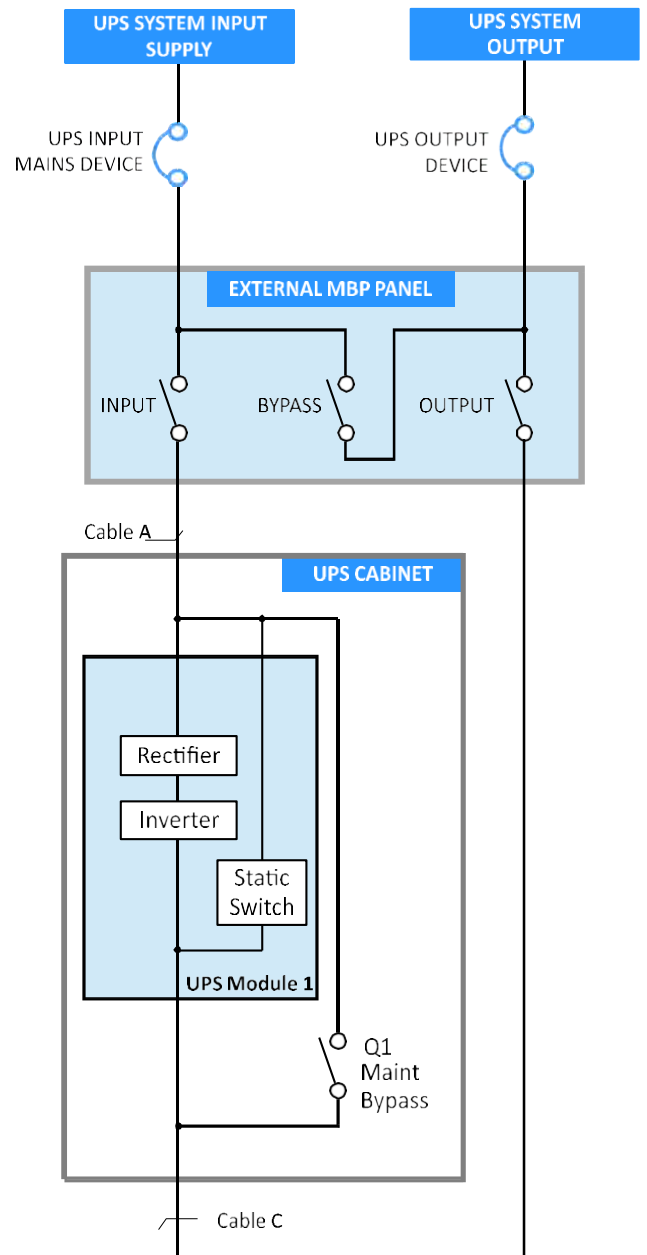 UPS SYSTEM INPUT
SUPPLY
UPS SYSTEM
OUTPUT
UPS INPUT
MAINS DEVICE
UPS OUTPUT
DEVICE
EXTERNAL MBP PANEL
INPUT
BYPASS
OUTPUT
Cable A
UPS CABINET
Rectifier
Inverter
Static
Switch
UPS Module 1
Q1
Maint
Bypass
Cable C